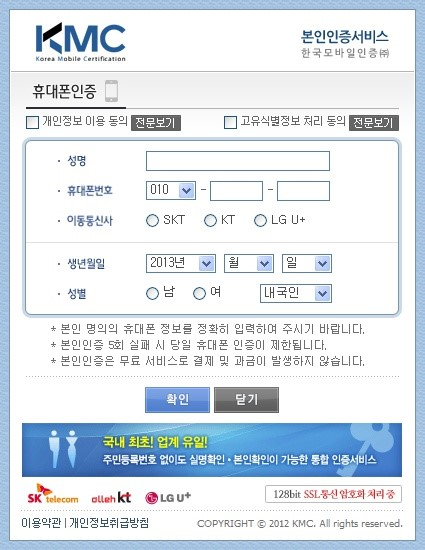 KMC
Korea Mobile Certification
본인인증서비스
한국모바일인증㈜
휴대폰인증
개인정보 이용 동의 전문보기 고유식별정보 처리 동의 전문보기
· 성명
· 휴대폰번호 010 - -
· 이동통신사 SKT KT LG U+
· 생년월일 2013년 월 일
· 성별 남 여 내국인
* 본인 명의의 휴대폰 정보를 정확히 입력하여 주시기 바랍니다.
* 본인인증 5회 실패 시 당일 휴대폰 인증이 제한됩니다.
* 본인인증은 무료 서비스로 결제 및 과금이 발생하지 않습니다.
확인 닫기
국내 최초! 업계 유일!
주민등록번호 없이도 실명확인・본인확인이 가능한 통합 인증서비스
SK telecom olleh kt LG U+ 128bit SSL통신 암호화 처리 중
이용약관 | 개인정보취급방침 COPYRIGHT © 2012 KMC. All rights reserved.